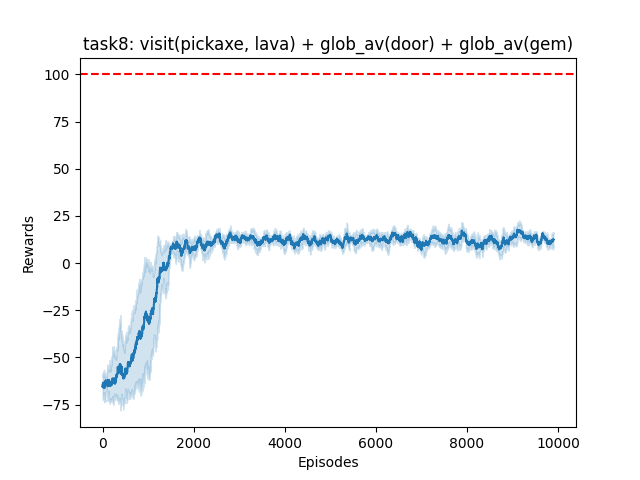 task8: visit(pickaxe, lava) + glob_av(door) + glob_av(gem)
100
75
50
25
0
−25
−50
−75
Rewards
0 2000 4000 6000 8000 10000
Episodes